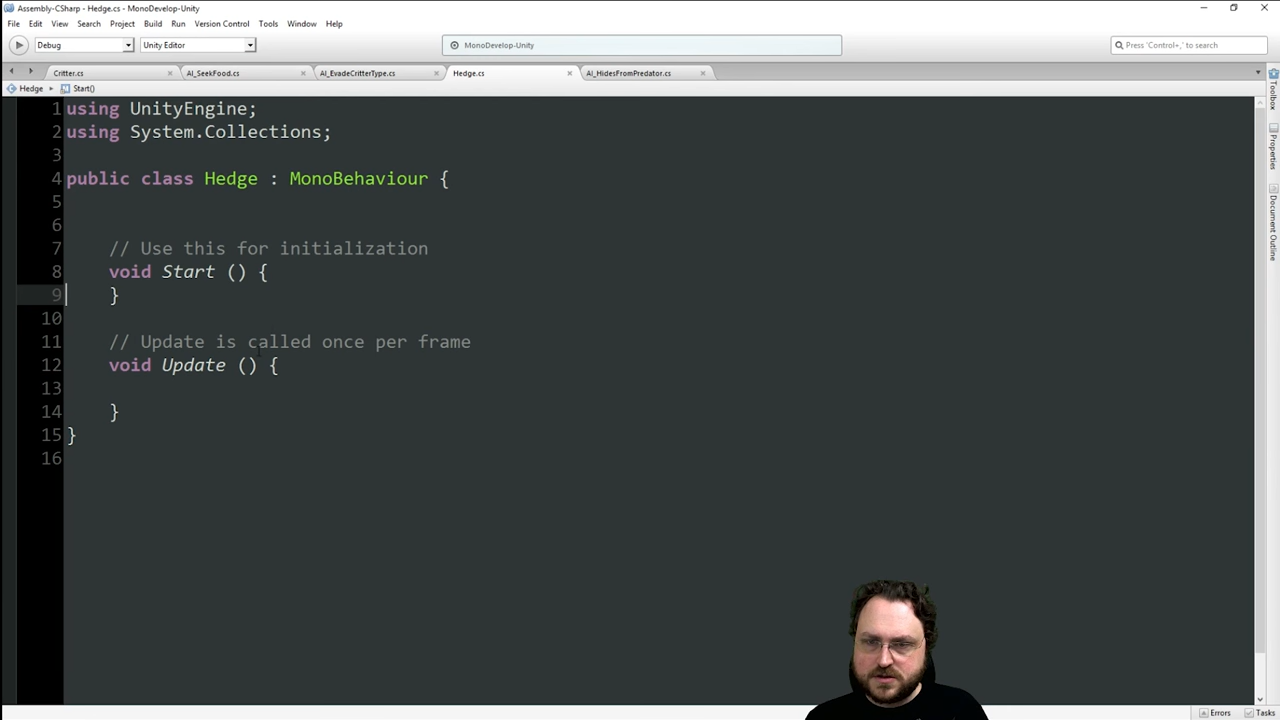 Assembly-CSharp - Hedge.cs - MonoDevelop-Unity
File Edit View Search Project Build Run Version Control Tools Window Help
Debug Unity Editor MonoDevelop-Unity Press 'Control+,' to search
Critter.cs AI_SeekFood.cs AI_EvadeCritterType.cs Hedge.cs AI_HidesFromPredator.cs
Hedge Start()
1 using UnityEngine;
2 using System.Collections;
3
4 public class Hedge : MonoBehaviour {
5
6
7 // Use this for initialization
8 void Start () {
9 }
10
11 // Update is called once per frame
12 void Update () {
13
14 }
15 }
16
Toolbox
Properties
Document Outline
Errors Tasks